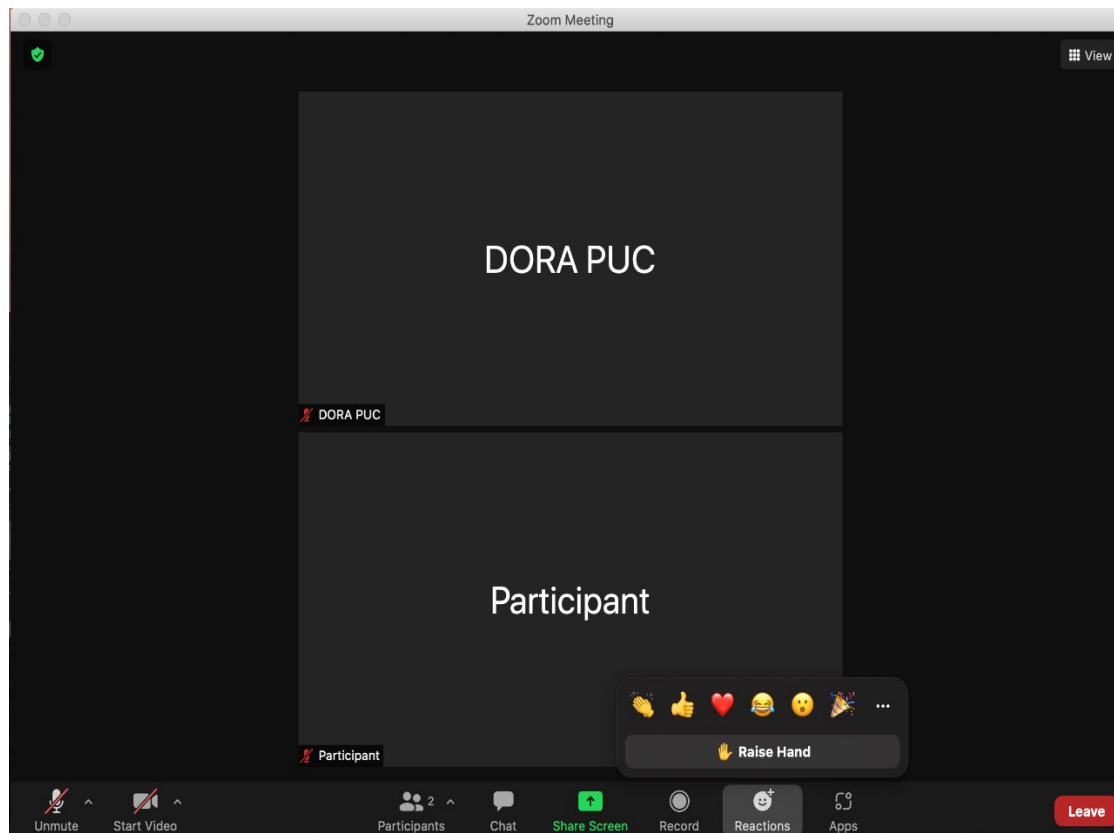 Zoom Meeting
View
DORA PUC
DORA PUC
Participant
Raise Hand
Participant
2
Unmute
Start Video
Participants
Chat
Share Screen
Record
Reactions
Apps
Leave